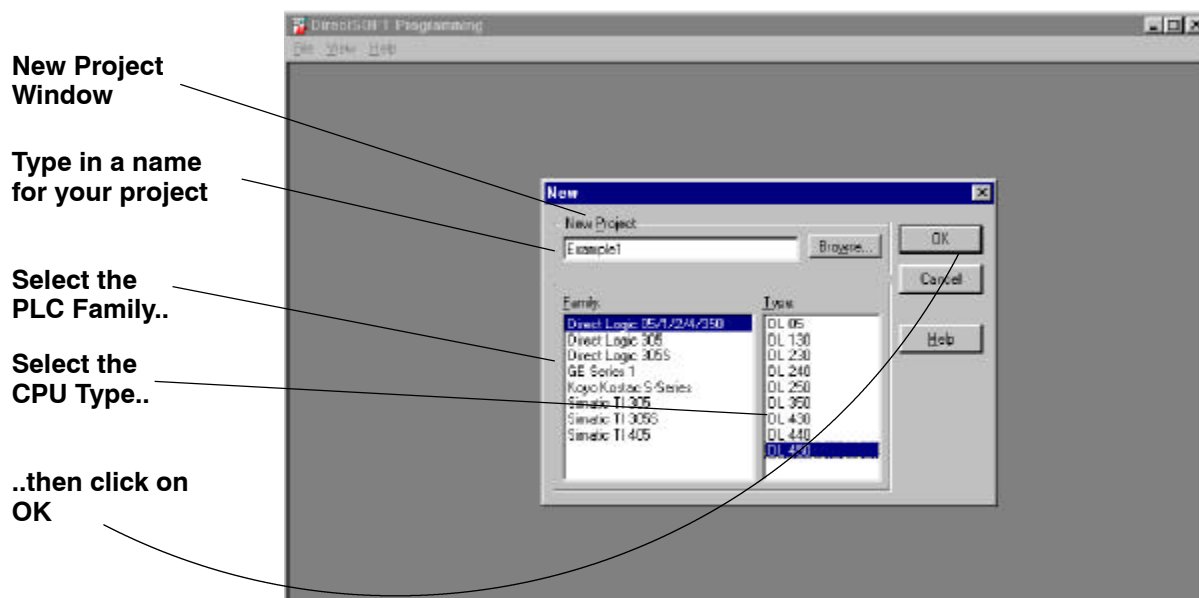 DirectSOFT Programming
File View Help
New Project
Window
Type in a name
for your project
Select the
PLC Family..
Select the
CPU Type..
..then click on
OK
New
New Project
Example1
Browse...
OK
Cancel
Help
Family
Direct Logic 05/1/2/4/350
Direct Logic 305
Direct Logic 305S
GE Series 1
Koyo Kostac S-Series
Simatic TI 305
Simatic TI 305S
Simatic TI 405
Type
DL 05
DL 130
DL 230
DL 240
DL 250
DL 350
DL 430
DL 440
DL 450